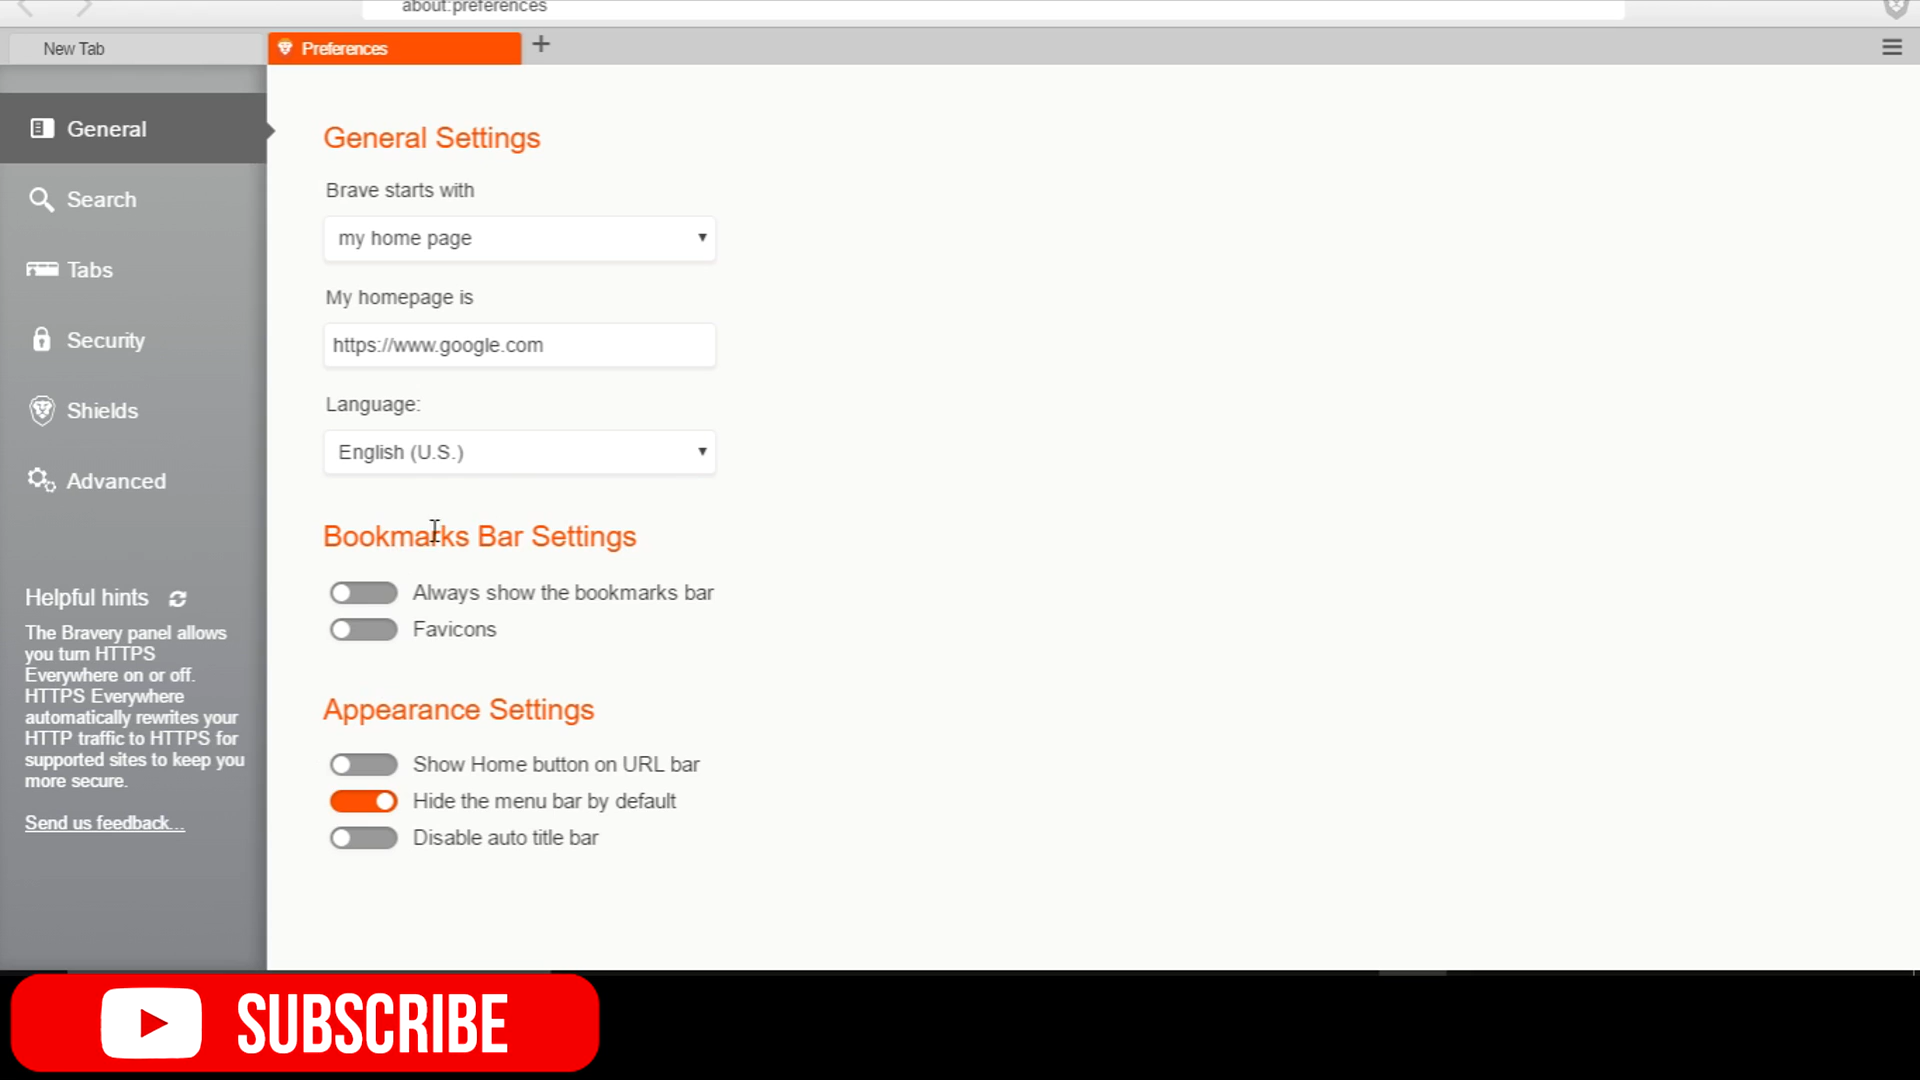 about:preferences
New Tab
Preferences
General
Search
Tabs
Security
Shields
Advanced
Helpful hints
The Bravery panel allows
you turn HTTPS
Everywhere on or off.
HTTPS Everywhere
automatically rewrites your
HTTP traffic to HTTPS for
supported sites to keep you
more secure.
Send us feedback...
General Settings
Brave starts with
my home page
My homepage is
https://www.google.com
Language:
English (U.S.)
Bookmarks Bar Settings
Always show the bookmarks bar
Favicons
Appearance Settings
Show Home button on URL bar
Hide the menu bar by default
Disable auto title bar
SUBSCRIBE